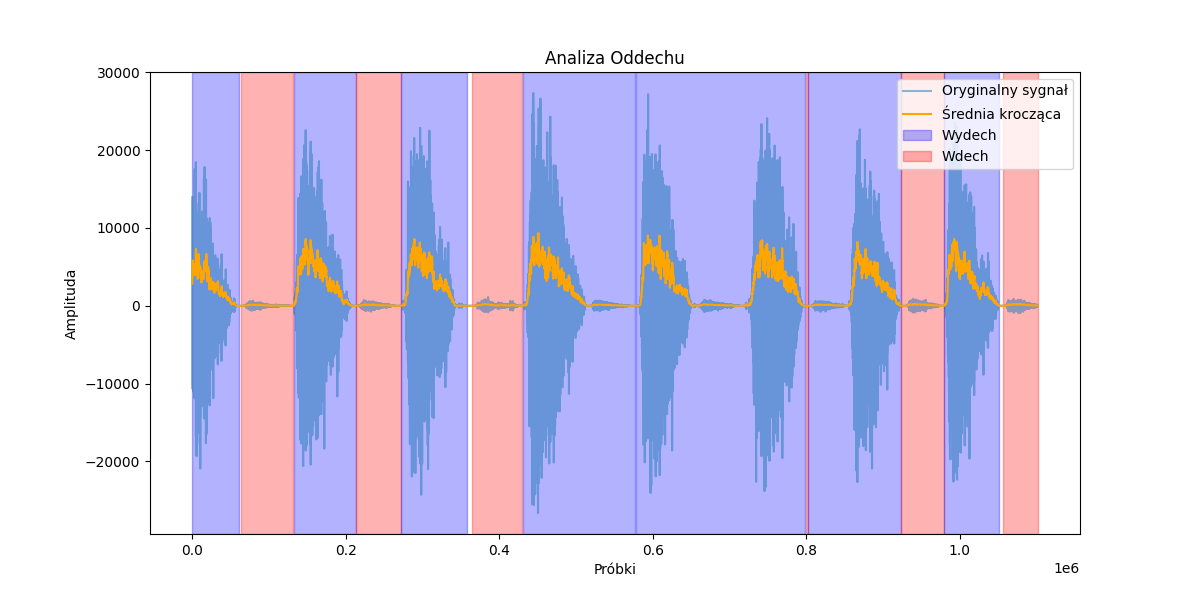 Analiza Oddechu
30000
20000
10000
0
−10000
−20000
Amplituda
Oryginalny sygnał
Średnia krocząca
Wydech
Wdech
0.0 0.2 0.4 0.6 0.8 1.0
1e6
Próbki